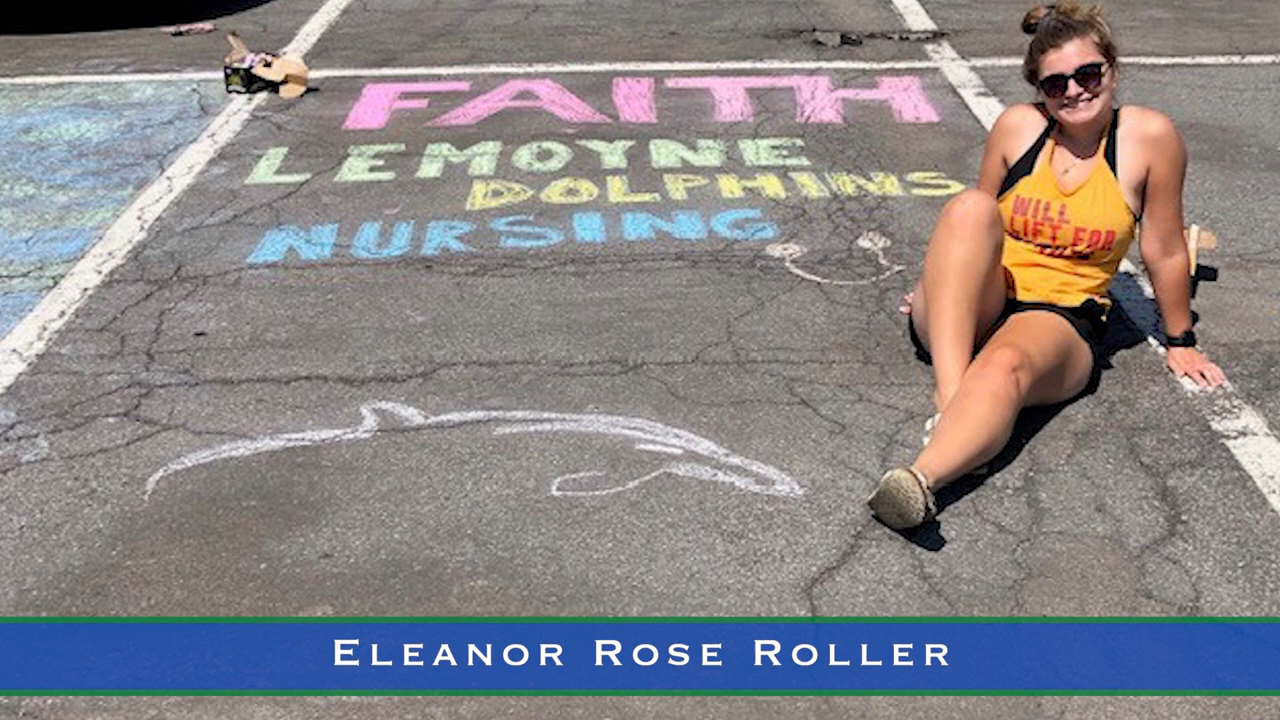 FAITH
LEMOYNE
DOLPHINS
NURSING
WILL
LIFT FOR
ELEANOR ROSE ROLLER